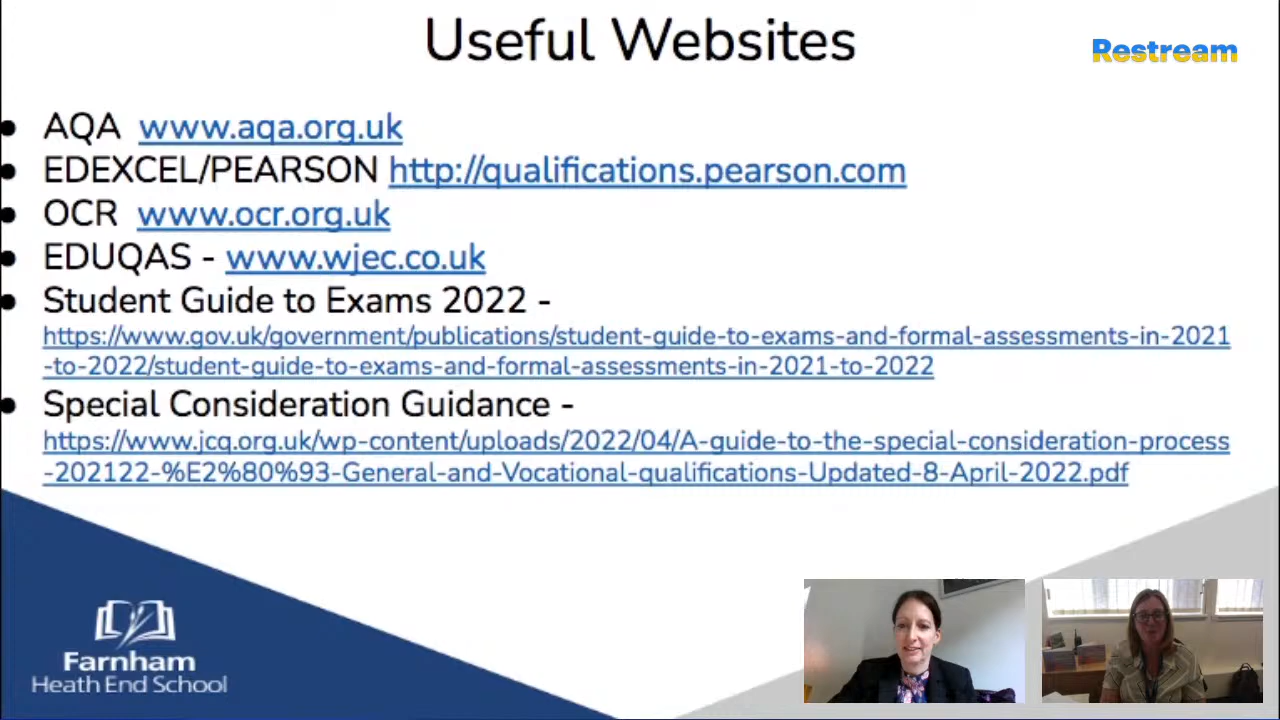 Useful Websites
Restream
AQA www.aqa.org.uk
EDEXCEL/PEARSON http://qualifications.pearson.com
OCR www.ocr.org.uk
EDUQAS - www.wjec.co.uk
Student Guide to Exams 2022 -
https://www.gov.uk/government/publications/student-guide-to-exams-and-formal-assessments-in-2021
-to-2022/student-guide-to-exams-and-formal-assessments-in-2021-to-2022
Special Consideration Guidance -
https://www.jcq.org.uk/wp-content/uploads/2022/04/A-guide-to-the-special-consideration-process
-202122-%E2%80%93-General-and-Vocational-qualifications-Updated-8-April-2022.pdf
Farnham
Heath End School